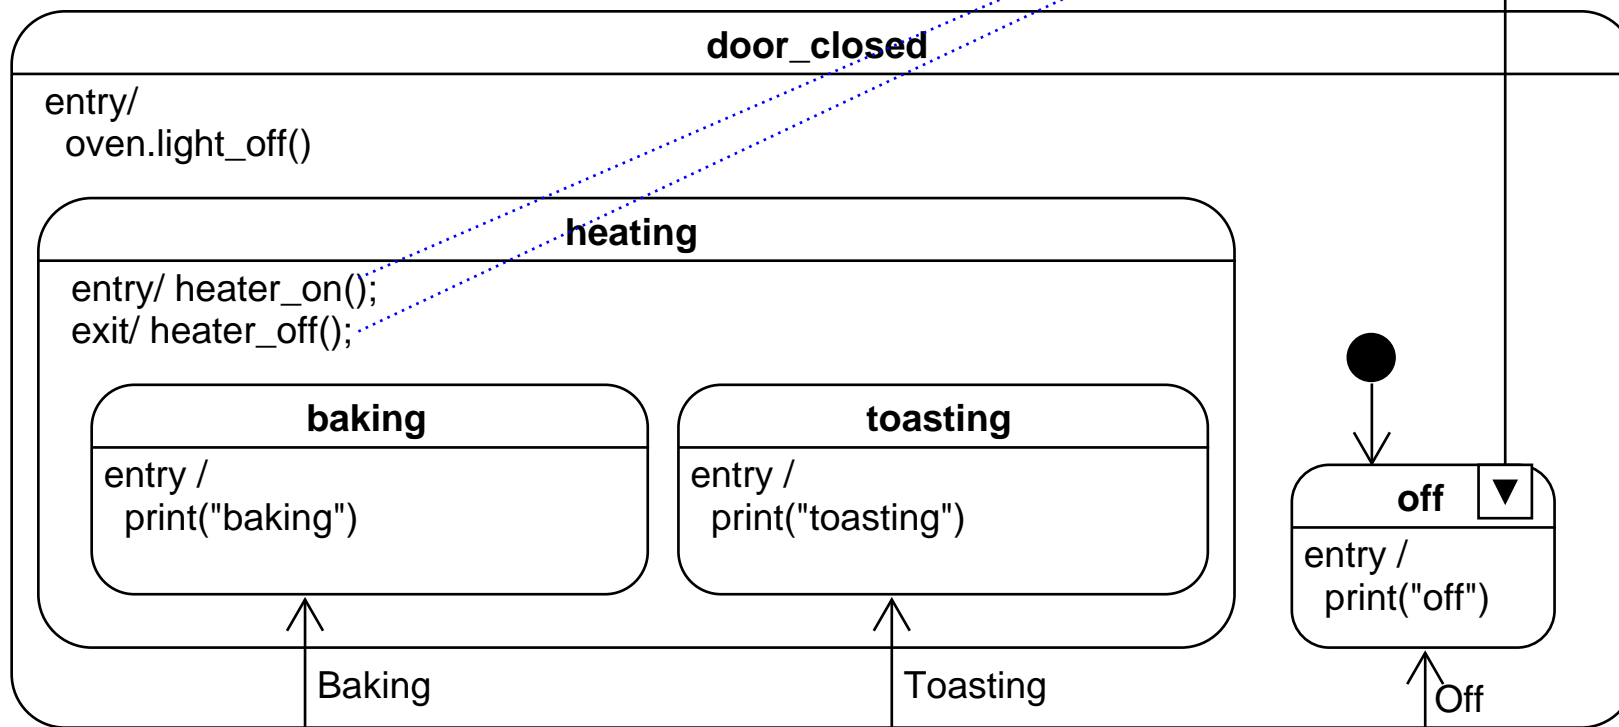 door_closed
entry/
oven.light_off()
heating
entry/ heater_on();
exit/ heater_off();
baking
entry /
print("baking")
toasting
entry /
print("toasting")
off
entry /
print("off")
Baking
Toasting
Off